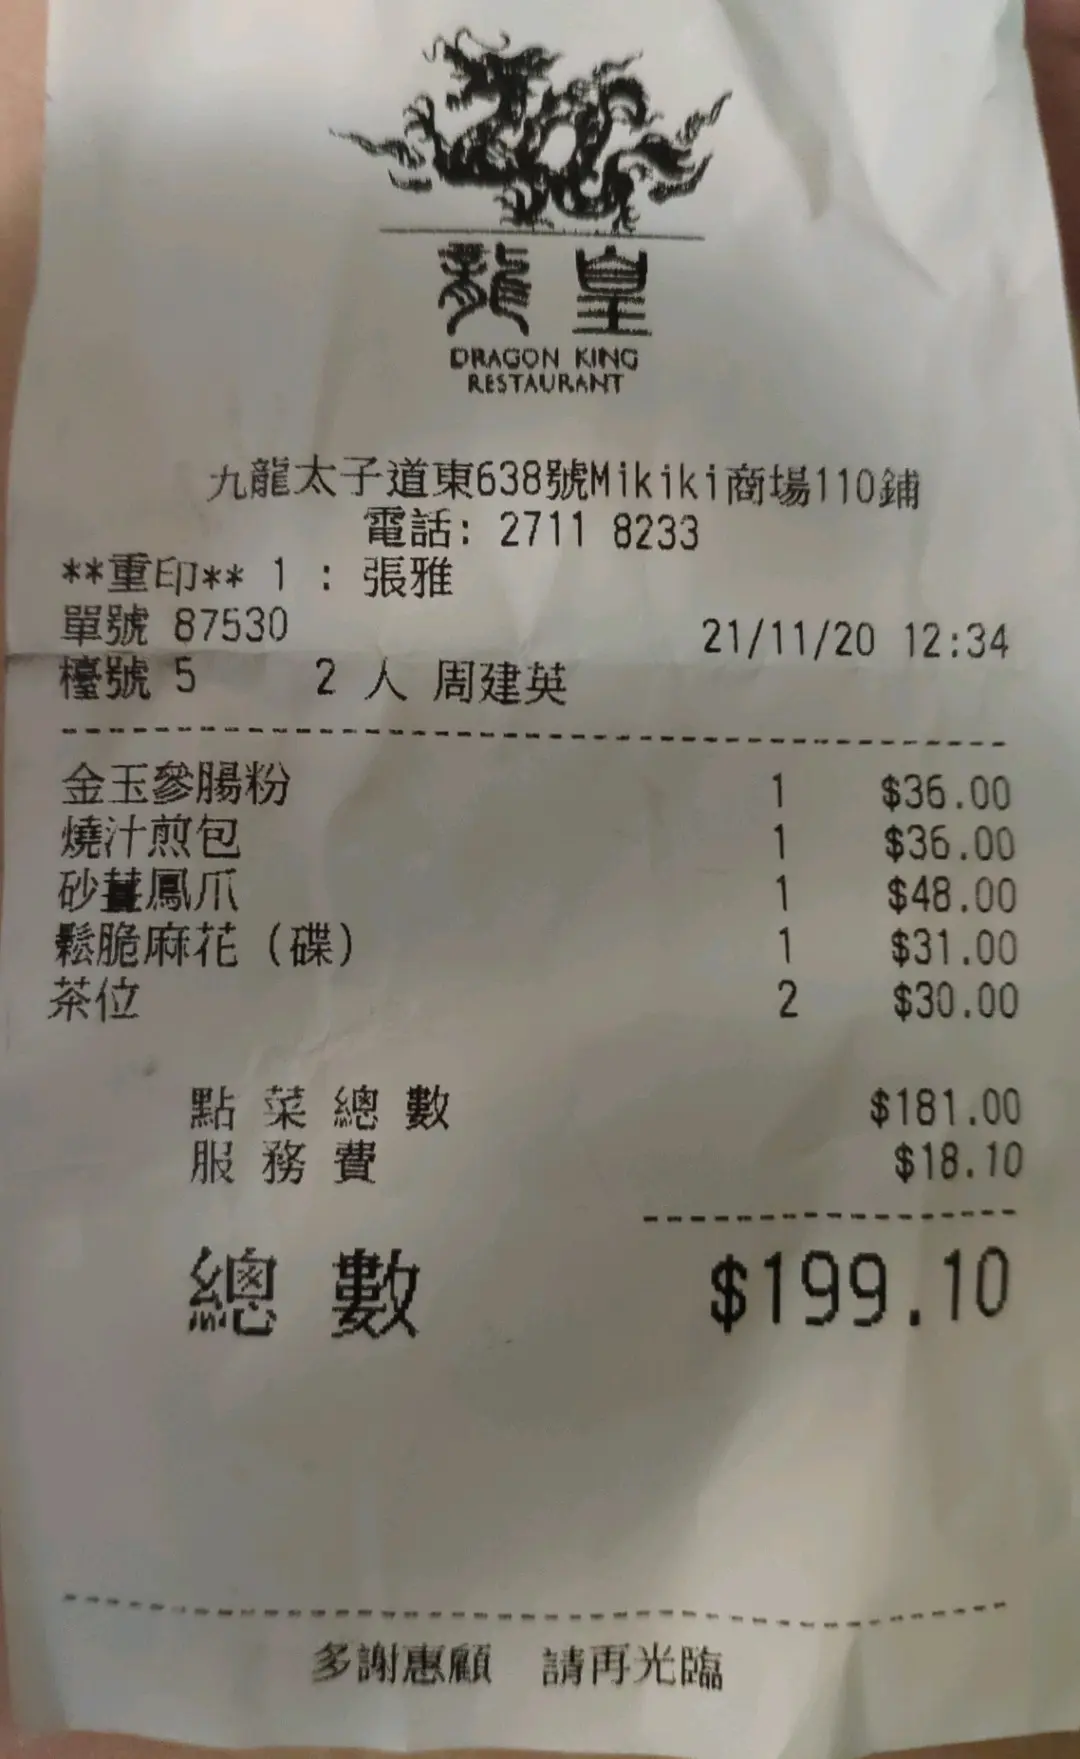 龍皇
DRAGON KING
RESTAURANT
九龍太子道東638號Mikiki商場110鋪
電話: 2711 8233
**重印** 1 : 張雅
單號 87530 21/11/20 12:34
檯號 5 2 人 周建英
金玉參腸粉 1 $36.00
燒汁煎包 1 $36.00
砂薑鳳爪 1 $48.00
鬆脆麻花 (碟) 1 $31.00
茶位 2 $30.00
點 菜 總 數 $181.00
服 務 費 $18.10
總 數 $199.10
多謝惠顧 請再光臨